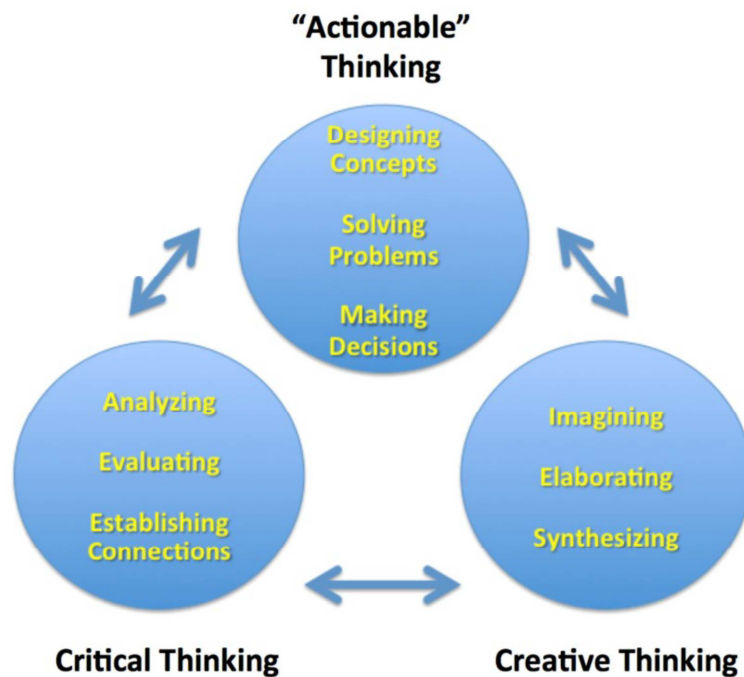 “Actionable”
Thinking
Designing
Concepts
Solving
Problems
Making
Decisions
Analyzing
Evaluating
Establishing
Connections
Imagining
Elaborating
Synthesizing
Critical Thinking
Creative Thinking